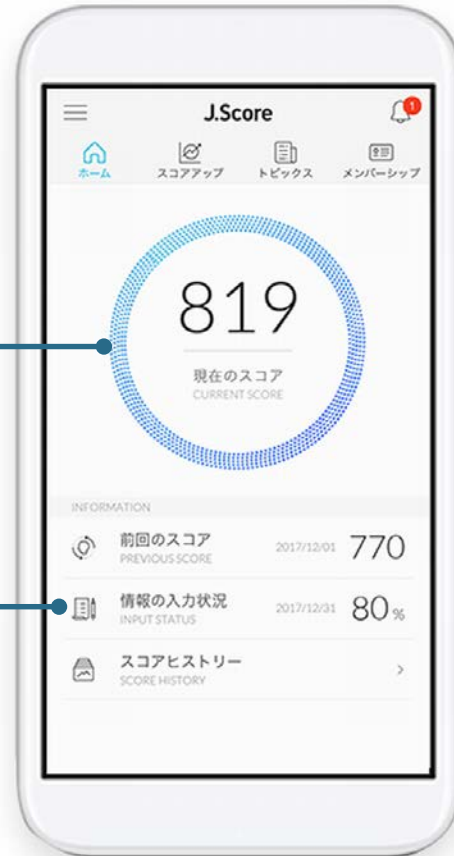 J.Score
1
ホーム
スコアアップ
トピックス
メンバーシップ
819
現在のスコア
CURRENT SCORE
INFORMATION
前回のスコア 2017/12/01 770
PREVIOUS SCORE
情報の入力状況 2017/12/31 80%
INPUT STATUS
スコアヒストリー
SCORE HISTORY